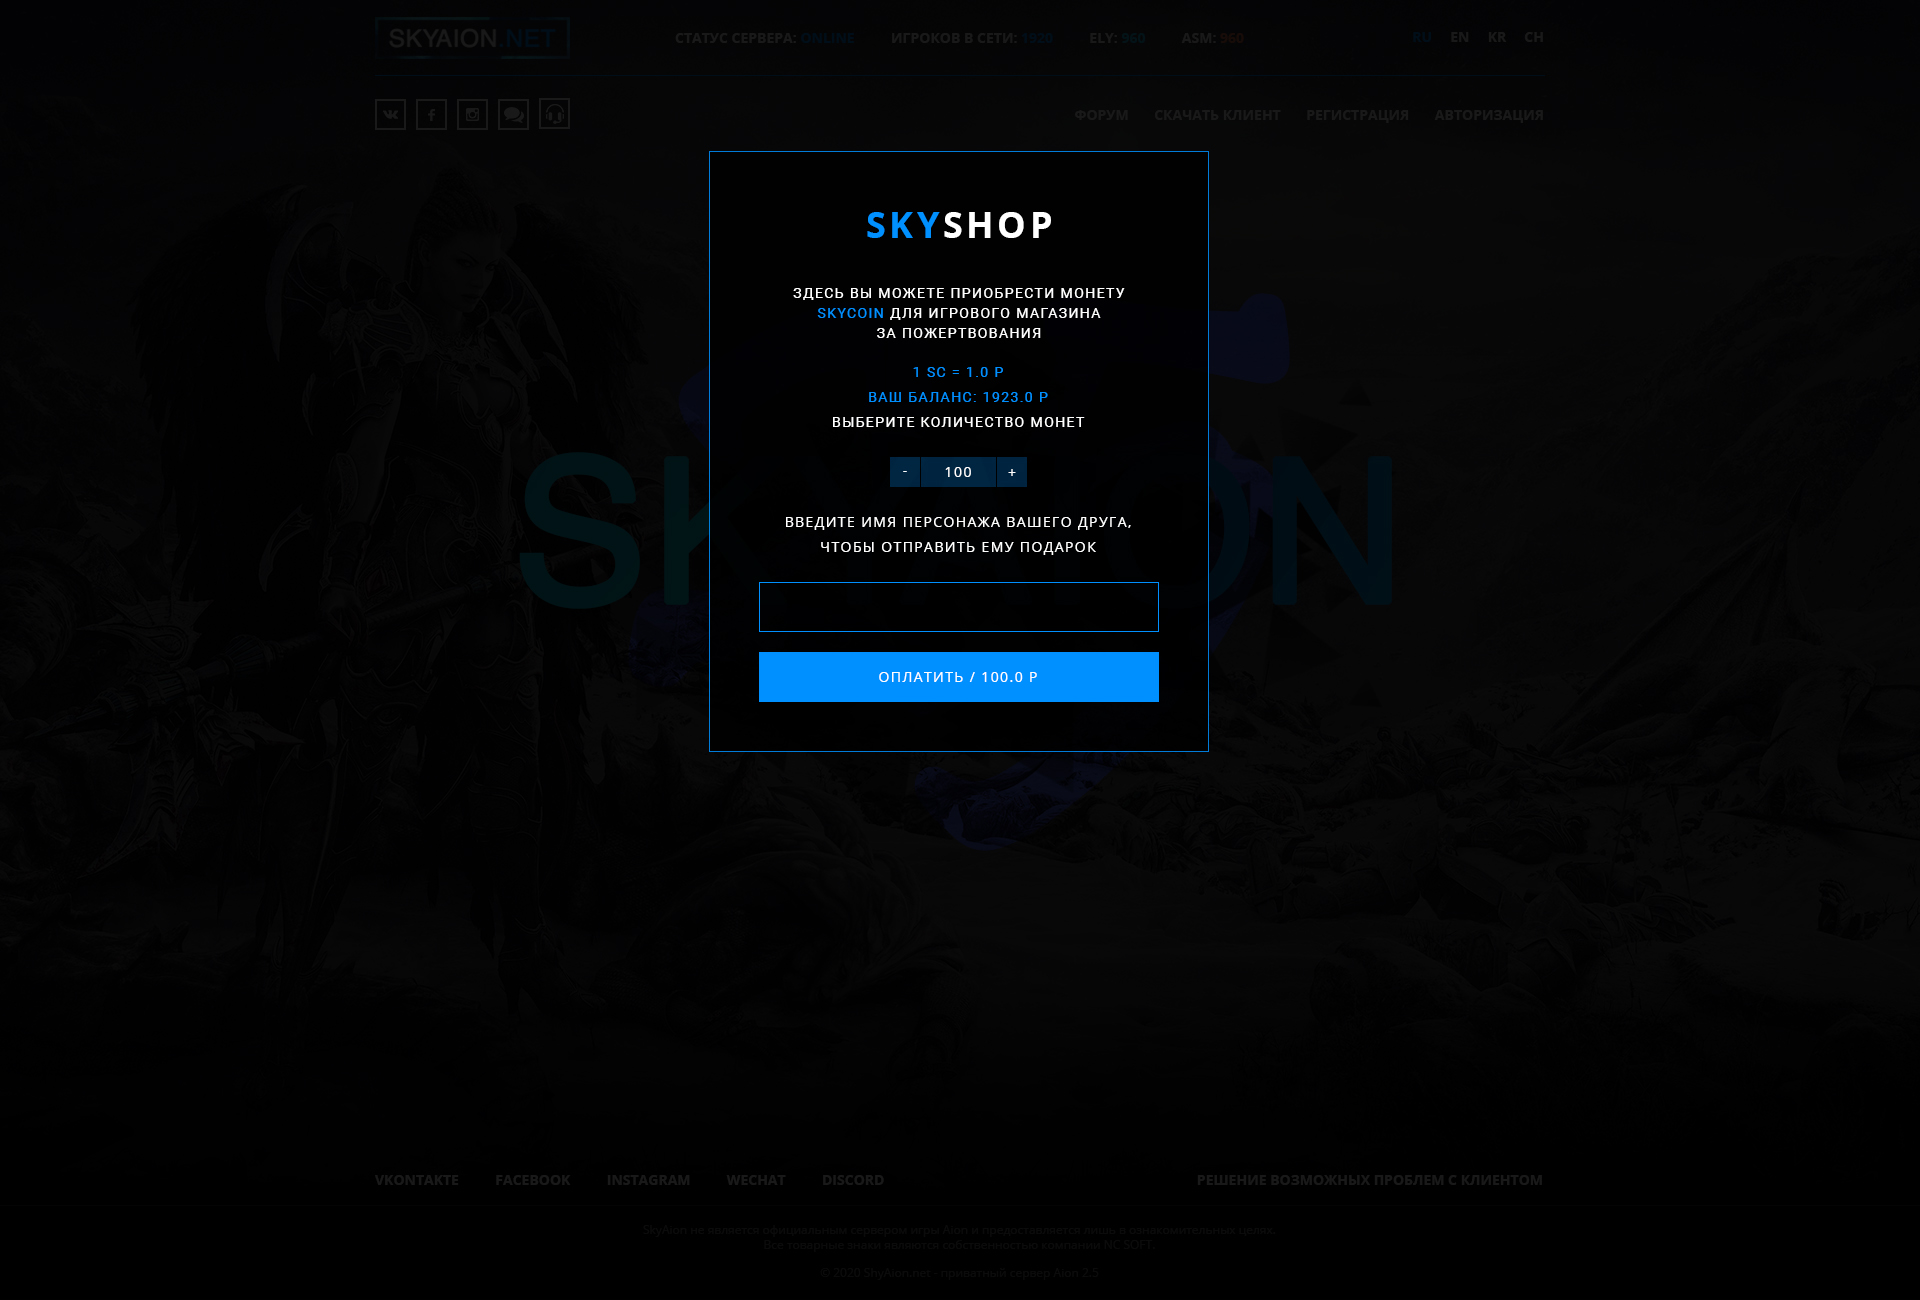 SKYAION.NET
СТАТУС СЕРВЕРА: ONLINE ИГРОКОВ В СЕТИ: 1920 ELY: 960 ASM: 960
RU EN KR CH
ФОРУМ СКАЧАТЬ КЛИЕНТ РЕГИСТРАЦИЯ АВТОРИЗАЦИЯ
SKYSHOP
ЗДЕСЬ ВЫ МОЖЕТЕ ПРИОБРЕСТИ МОНЕТУ
SKYCOIN ДЛЯ ИГРОВОГО МАГАЗИНА
ЗА ПОЖЕРТВОВАНИЯ
1 SC = 1.0 Р
ВАШ БАЛАНС: 1923.0 Р
ВЫБЕРИТЕ КОЛИЧЕСТВО МОНЕТ
- 100 +
ВВЕДИТЕ ИМЯ ПЕРСОНАЖА ВАШЕГО ДРУГА,
ЧТОБЫ ОТПРАВИТЬ ЕМУ ПОДАРОК
ОПЛАТИТЬ / 100.0 Р
VKONTAKTE FACEBOOK INSTAGRAM WECHAT DISCORD
РЕШЕНИЕ ВОЗМОЖНЫХ ПРОБЛЕМ С КЛИЕНТОМ
SkyAion не является официальным сервером игры Aion и предоставляется лишь в ознакомительных целях.
Все товарные знаки являются собственностью компании NC SOFT
© 2020 ShyAion.net - приватный сервер Aion 2.5